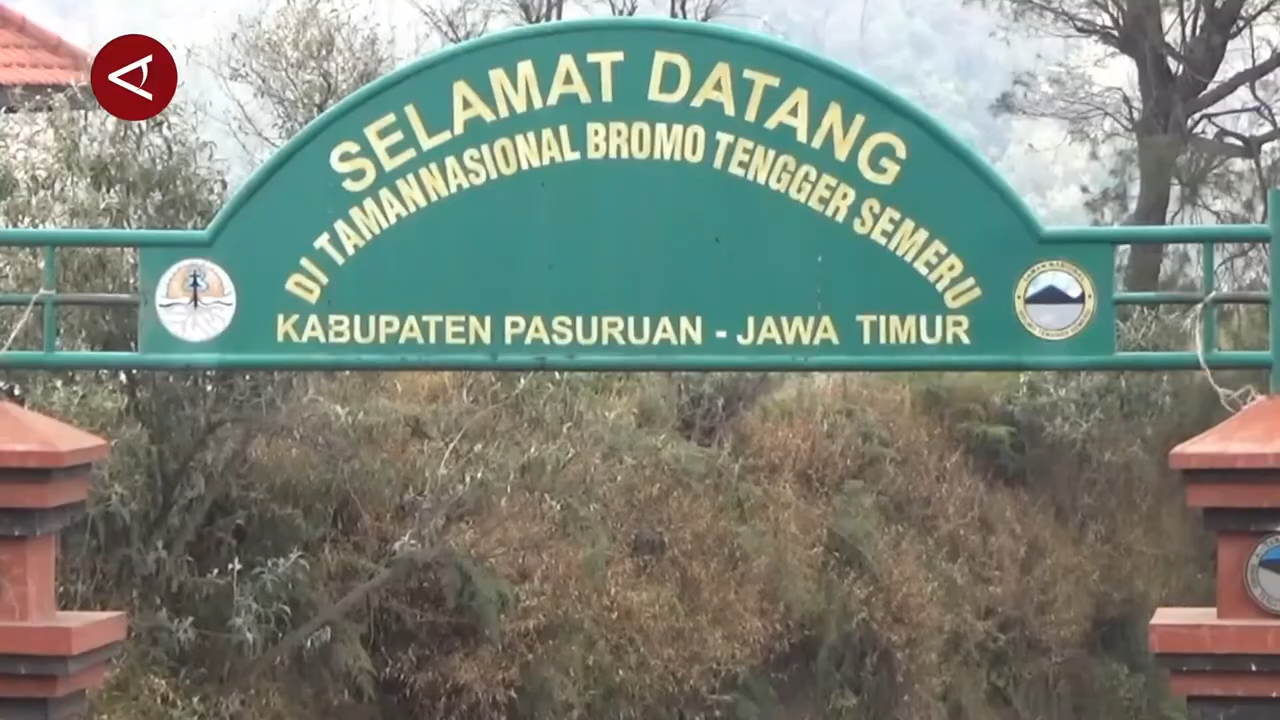 SELAMAT DATANG
DI TAMANNASIONAL BROMO TENGGER SEMERU
KABUPATEN PASURUAN - JAWA TIMUR